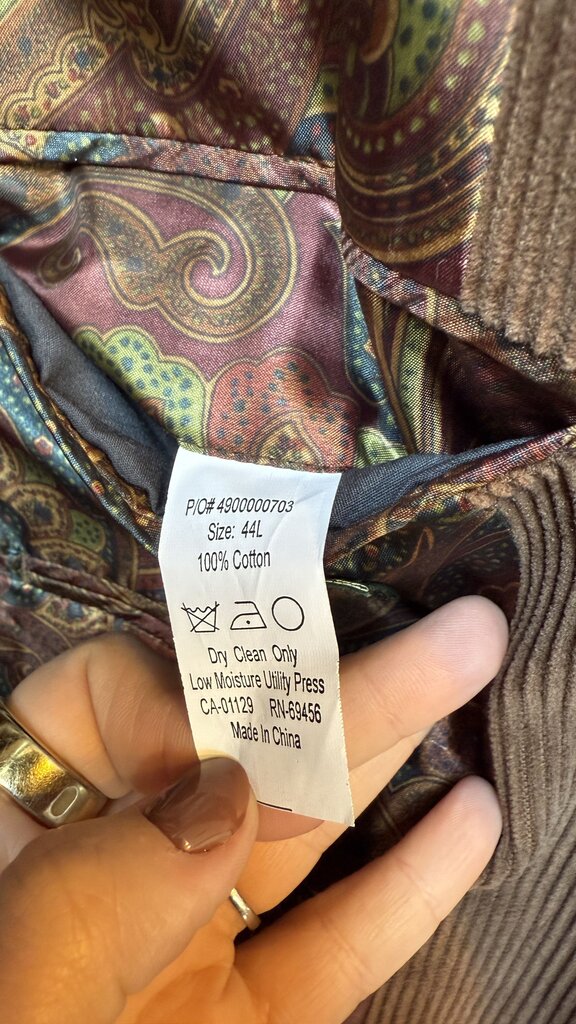 P/O# 4900000703
Size: 44L
100% Cotton
Dry Clean Only
Low Moisture Utility Press
CA-01129 RN-69456
Made In China